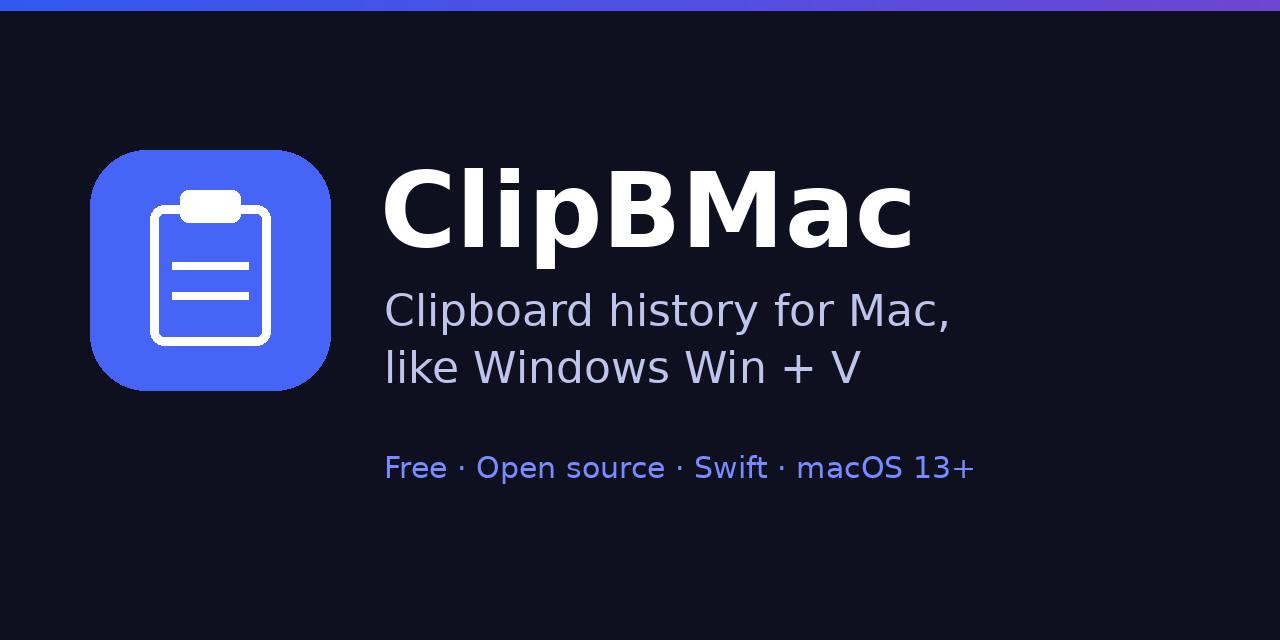 ClipBMac
Clipboard history for Mac,
like Windows Win + V
Free · Open source · Swift · macOS 13+